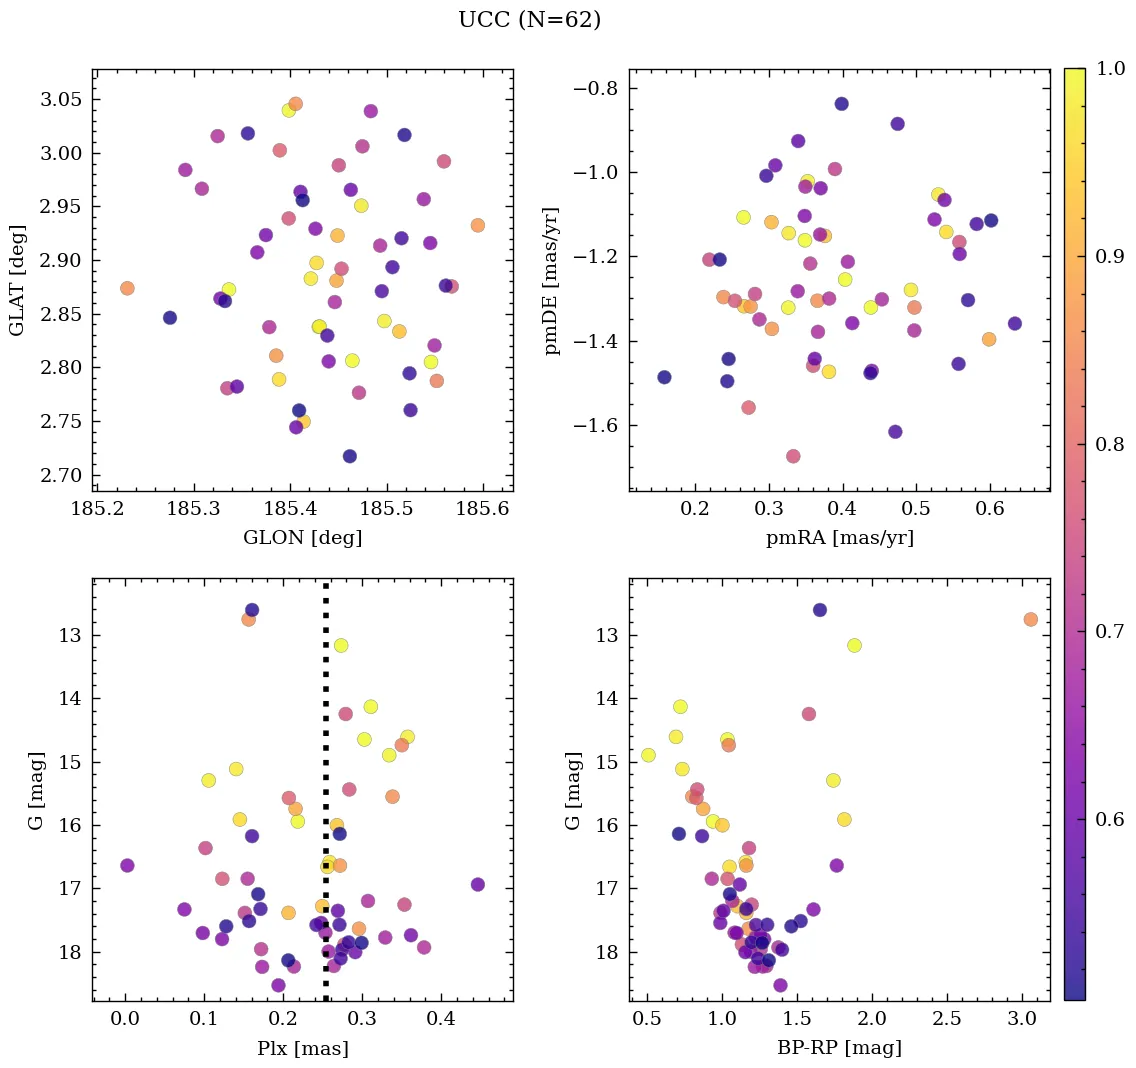 UCC (N=62)
3.05
3.00
2.95
2.90
2.85
2.80
2.75
2.70
GLAT [deg]
185.2 185.3 185.4 185.5 185.6
GLON [deg]
−0.8
−1.0
−1.2
−1.4
−1.6
pmDE [mas/yr]
0.2 0.3 0.4 0.5 0.6
pmRA [mas/yr]
1.0
0.9
0.8
0.7
0.6
13
14
15
16
17
18
G [mag]
0.0 0.1 0.2 0.3 0.4
Plx [mas]
13
14
15
16
17
18
G [mag]
0.5 1.0 1.5 2.0 2.5 3.0
BP-RP [mag]